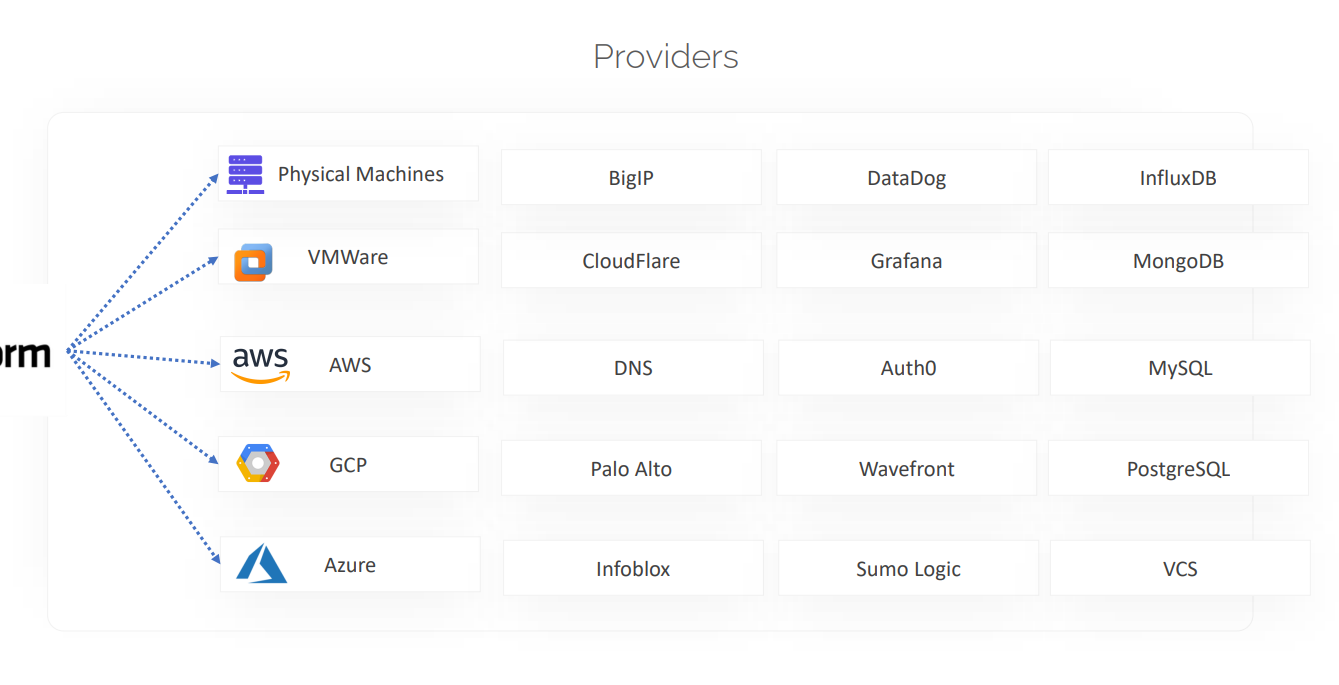 Providers
Physical Machines
BigIP
DataDog
InfluxDB
VMWare
CloudFlare
Grafana
MongoDB
orm
aws
AWS
DNS
Auth0
MySQL
GCP
Palo Alto
Wavefront
PostgreSQL
Azure
Infoblox
Sumo Logic
VCS